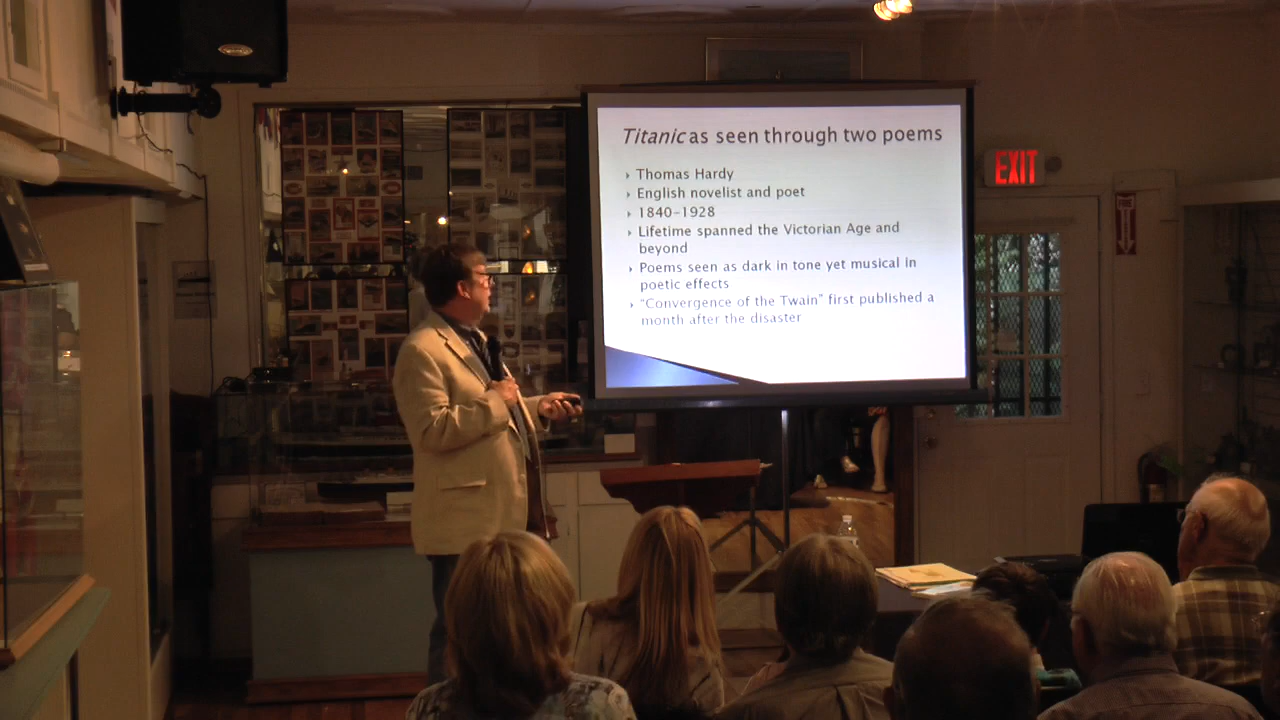 Titanic as seen through two poems
Thomas Hardy
English novelist and poet
1840-1928
Lifetime spanned the Victorian Age and
beyond
Poems seen as dark in tone yet musical in
poetic effects
"Convergence of the Twain" first published a
month after the disaster
EXIT